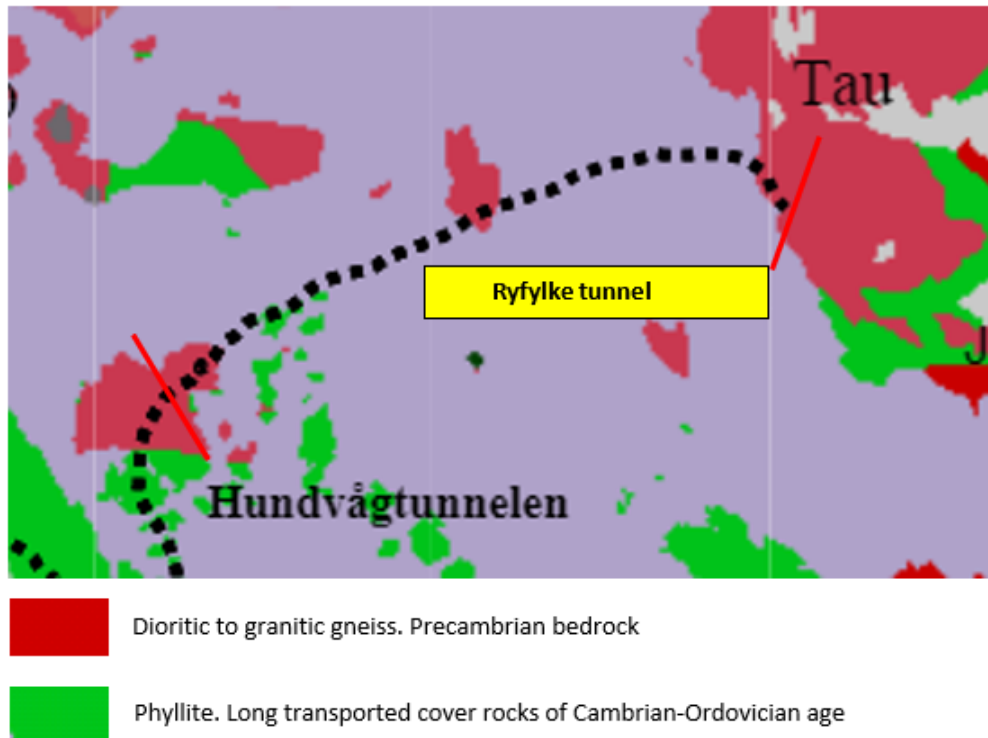 Tau
Ryfylke tunnel
J
Hundvågtunnelen
Dioritic to granitic gneiss. Precambrian bedrock
Phyllite. Long transported cover rocks of Cambrian-Ordovician age